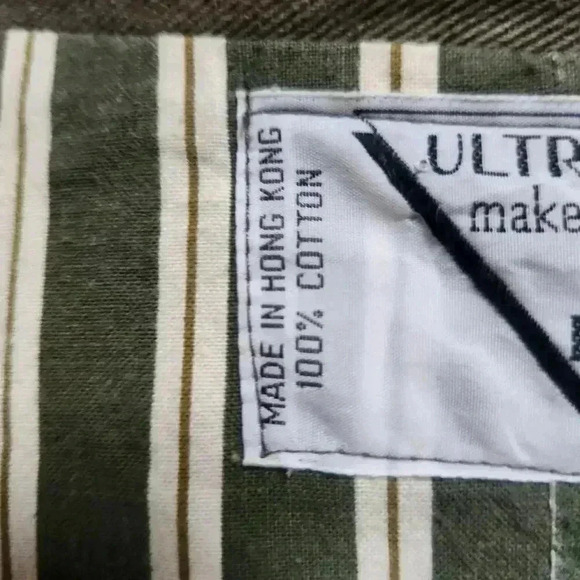 MADE IN HONG KONG
100% COTTON
ULTR
make